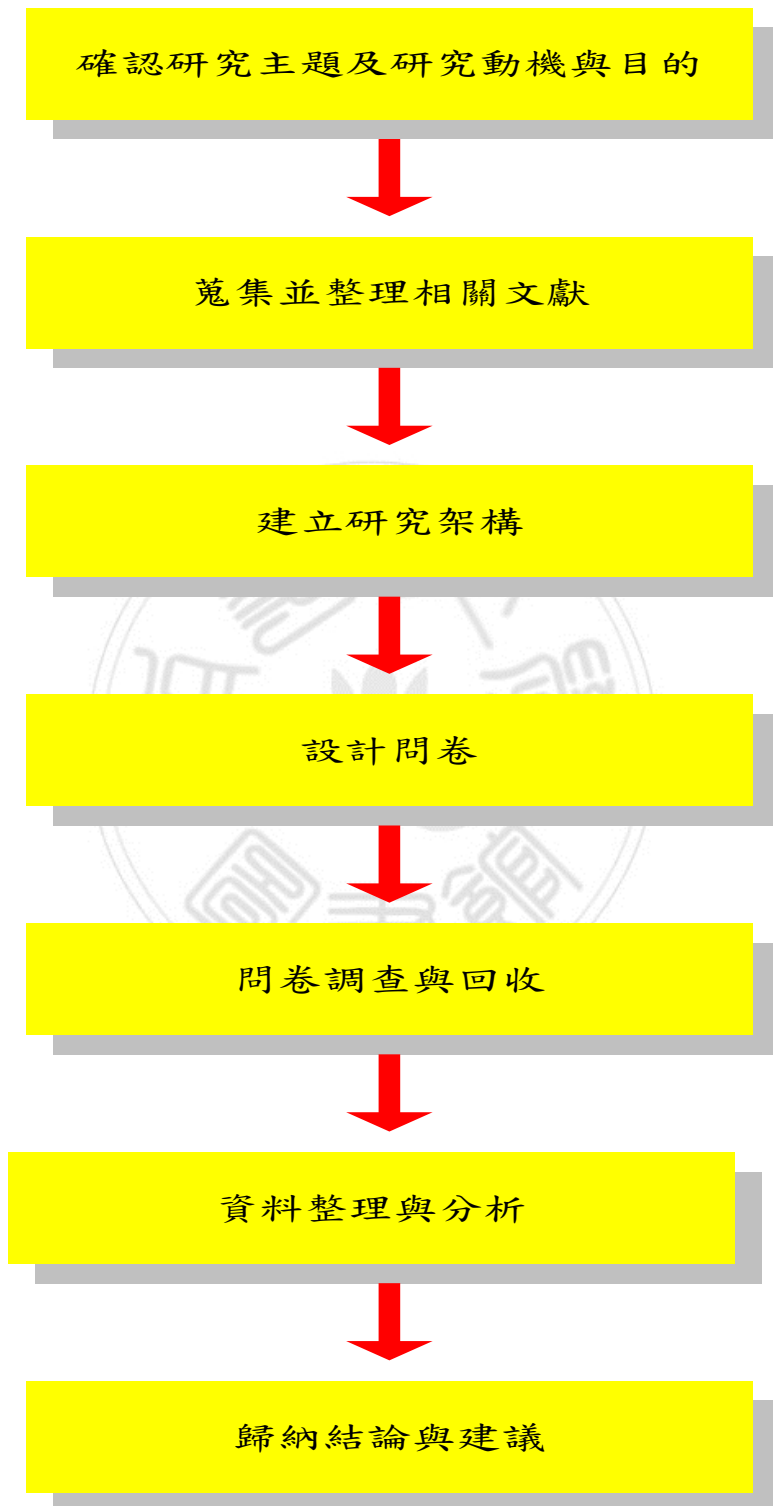 確認研究主題及研究動機與目的
蒐集並整理相關文獻
建立研究架構
設計問卷
問卷調查與回收
資料整理與分析
歸納結論與建議